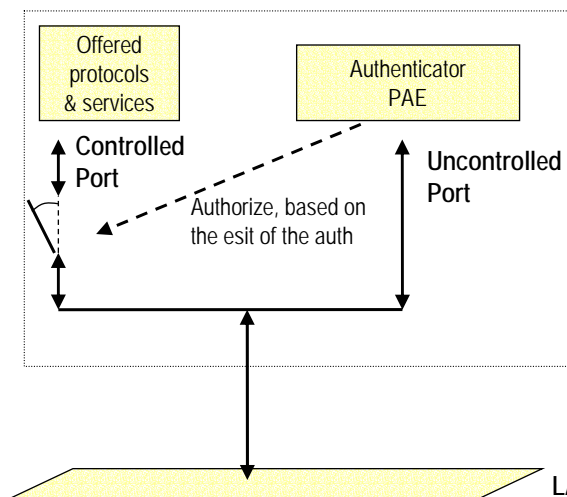 Offered
protocols
& services
Authenticator
PAE
Controlled
Port
Uncontrolled
Port
Authorize, based on
the esit of the auth